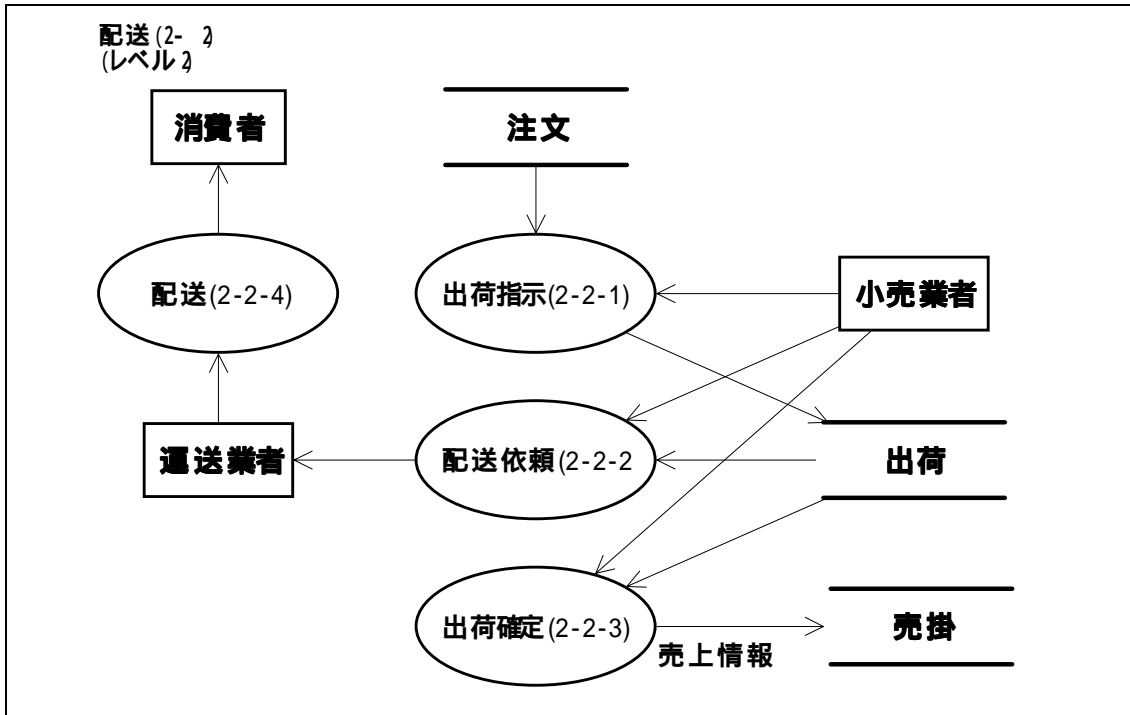 配送(2- 2)
(レベル2)
消費者
注文
配送(2-2-4)
出荷指示(2-2-1)
小売業者
運送業者
配送依頼(2-2-2
出荷
出荷確定(2-2-3)
売掛
売上情報